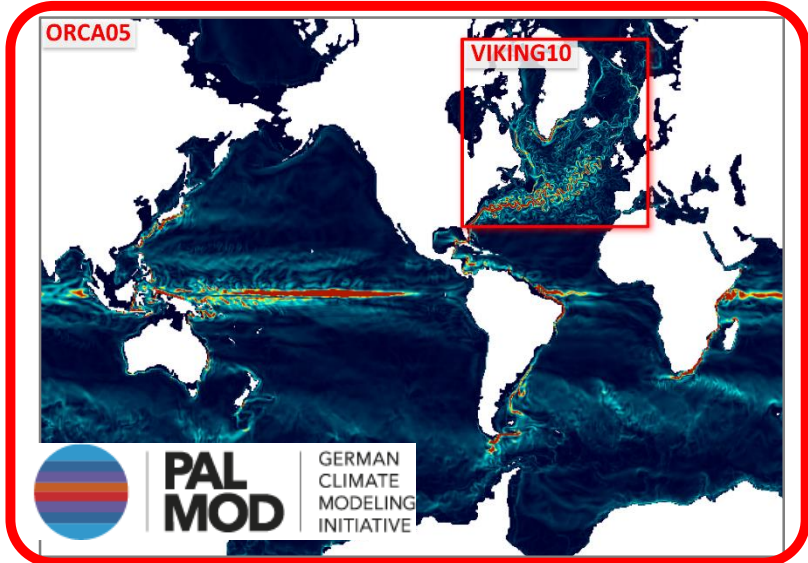 ORCA05
VIKING10
PAL
MOD
GERMAN
CLIMATE
MODELING
INITIATIVE